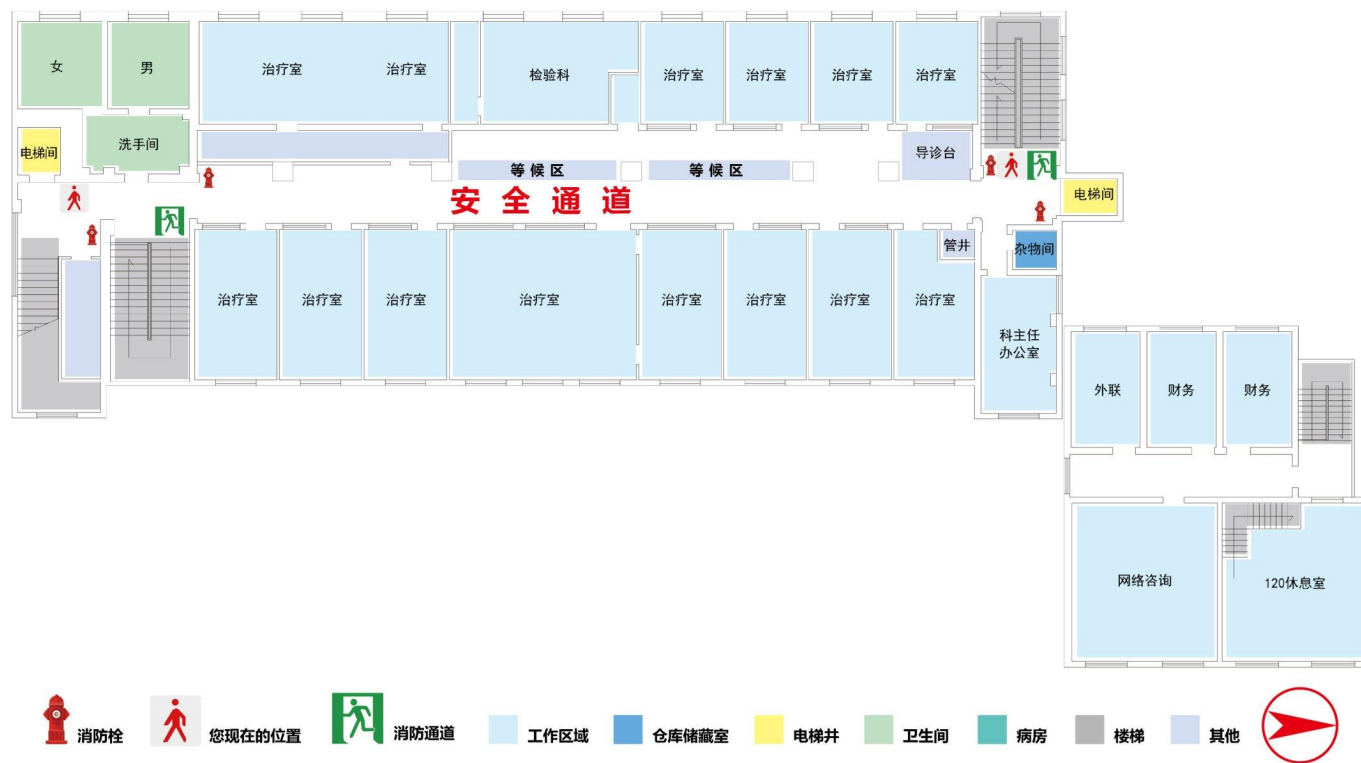 女
男
治疗室
治疗室
检验科
治疗室
治疗室
治疗室
治疗室
电梯间
洗手间
导诊台
等候区
等候区
安全通道
电梯间
管井
杂物间
治疗室
治疗室
治疗室
治疗室
治疗室
治疗室
治疗室
治疗室
科主任
办公室
外联
财务
财务
网络咨询
120休息室
消防栓
您现在的位置
消防通道
工作区域
仓库储藏室
电梯井
卫生间
病房
楼梯
其他